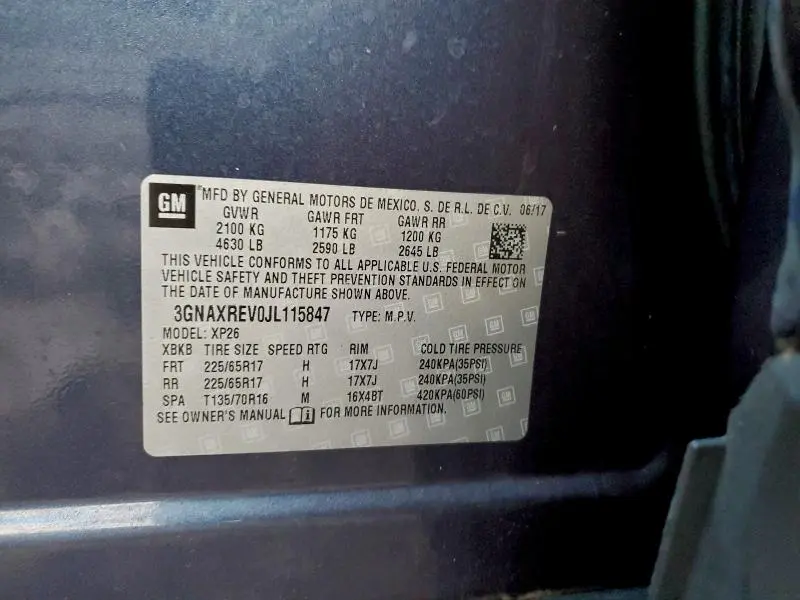 GM
MFD BY GENERAL MOTORS DE MEXICO. S. DE R.L. DE C.V. 06/17
GVWR GAWR FRT GAWR RR
2100 KG 1175 KG 1200 KG
4630 LB 2590 LB 2645 LB
THIS VEHICLE CONFORMS TO ALL APPLICABLE U.S. FEDERAL MOTOR
VEHICLE SAFETY AND THEFT PREVENTION STANDARDS IN EFFECT ON
THE DATE OF MANUFACTURE SHOWN ABOVE.
3GNAXREV0JL115847 TYPE: M.P.V.
MODEL: XP26
XBKB TIRE SIZE SPEED RTG RIM COLD TIRE PRESSURE
FRT 225/65R17 H 17X7J 240KPA(35PSI)
RR 225/65R17 H 17X7J 240KPA(35PSI)
SPA T135/70R16 M 16X4BT 420KPA(60PSI)
SEE OWNER'S MANUAL FOR MORE INFORMATION.